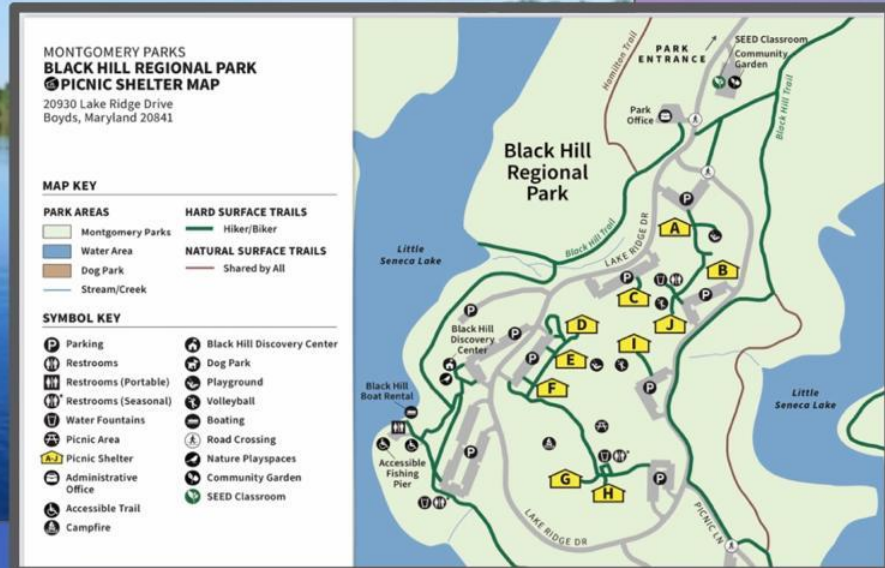 MONTGOMERY PARKS
BLACK HILL REGIONAL PARK
PICNIC SHELTER MAP
20930 Lake Ridge Drive
Boyds, Maryland 20841
MAP KEY
PARK AREAS
Montgomery Parks
Water Area
Dog Park
Stream/Creek
HARD SURFACE TRAILS
Hiker/Biker
NATURAL SURFACE TRAILS
Shared by All
SYMBOL KEY
P Parking
Restrooms
Restrooms (Portable)
* Restrooms (Seasonal)
Water Fountains
Picnic Area
A-J Picnic Shelter
Administrative
Office
Accessible Trail
Campfire
Black Hill Discovery Center
Dog Park
Playground
Volleyball
Boating
Road Crossing
Nature Playspaces
Community Garden
SEED Classroom
Hamilton Trail
PARK
ENTRANCE
SEED Classroom
Community
Garden
Park
Office
Black Hill Trail
Black Hill
Regional
Park
P
A
Little
Seneca Lake
Black Hill Trail
LAKE RIDGE DR
P
B
C
P
P
Black Hill
Discovery
Center
P
D
J
I
P
E
F
P
Black Hill
Boat Rental
Little
Seneca Lake
P
Accessible
Fishing
Pier
*
G
H
P
LAKE RIDGE DR
PICNIC LN